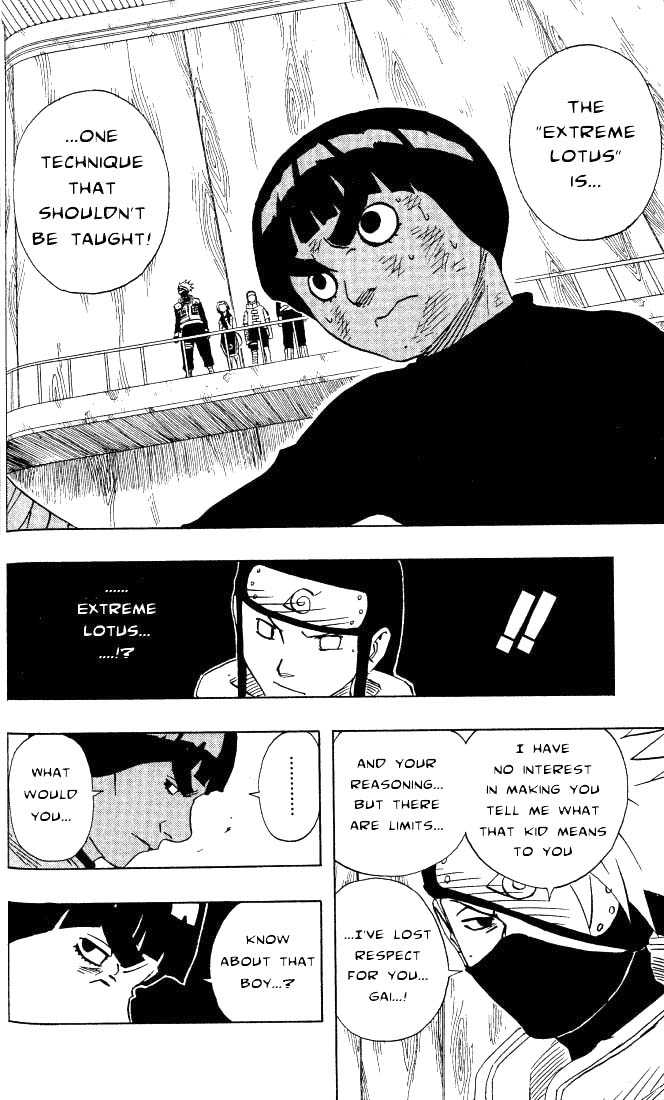 THE
"EXTREME
LOTUS"
IS...
...ONE
TECHNIQUE
THAT
SHOULDN'T
BE TAUGHT!
!!
......
EXTREME
LOTUS...
....!?
I HAVE
NO INTEREST
IN MAKING YOU
TELL ME WHAT
THAT KID MEANS
TO YOU
AND YOUR
REASONING...
BUT THERE
ARE LIMITS...
...I'VE LOST
RESPECT
FOR YOU...
GAI...!
.........
WHAT
WOULD
YOU...
KNOW
ABOUT THAT
BOY...?